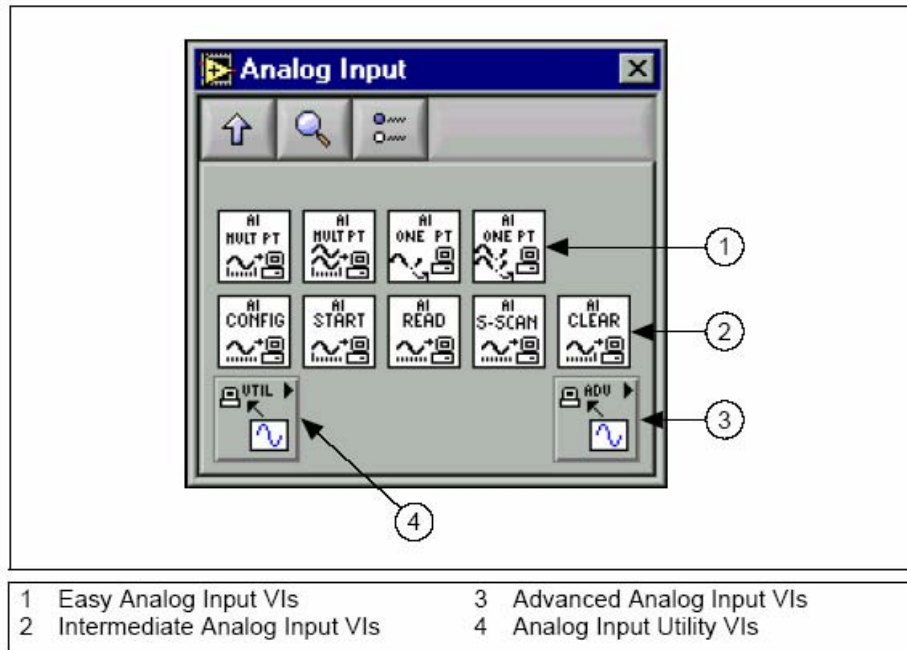 Analog Input
AI MULT PT
AI MULT PT
AI ONE PT
AI ONE PT
1
AI CONFIG
AI START
AI READ
AI S-SCAN
AI CLEAR
2
UTIL
ADV
3
4
1 Easy Analog Input VIs
2 Intermediate Analog Input VIs
3 Advanced Analog Input VIs
4 Analog Input Utility VIs